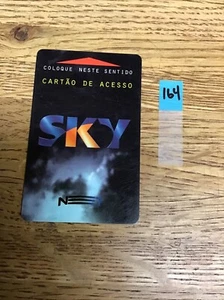 COLOQUE NESTE SENTIDO
CARTÃO DE ACESSO
SKY
164